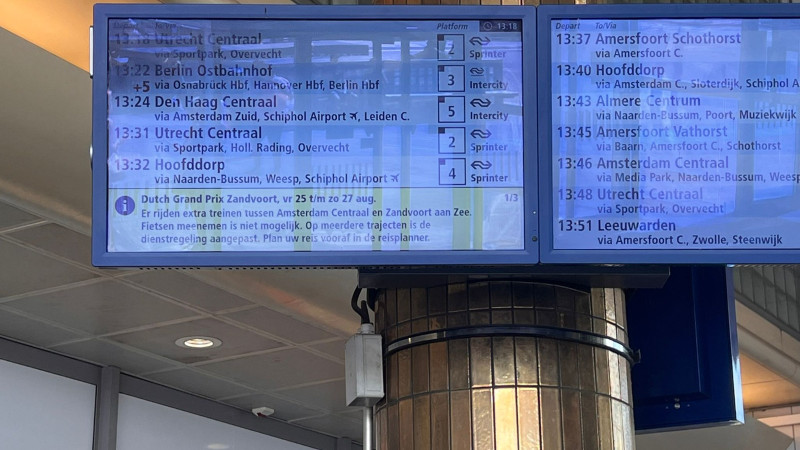 Depart To/Via Platform 13:18
13:18 Utrecht Centraal 2
via Sportpark, Overvecht Sprinter
13:22 Berlin Ostbahnhof 3
+5 via Osnabrück Hbf, Hannover Hbf, Berlin Hbf Intercity
13:24 Den Haag Centraal 5
via Amsterdam Zuid, Schiphol Airport, Leiden C. Intercity
13:31 Utrecht Centraal 2
via Sportpark, Holl. Rading, Overvecht Sprinter
13:32 Hoofddorp 4
via Naarden-Bussum, Weesp, Schiphol Airport Sprinter
i Dutch Grand Prix Zandvoort, vr 25 t/m zo 27 aug. 1/3
Er rijden extra treinen tussen Amsterdam Centraal en Zandvoort aan Zee.
Fietsen meenemen is niet mogelijk. Op meerdere trajecten is de
dienstregeling aangepast. Plan uw reis vooraf in de reisplanner.
Depart To/Via
13:37 Amersfoort Schothorst
via Amersfoort C.
13:40 Hoofddorp
via Amsterdam C., Sloterdijk, Schiphol A
13:43 Almere Centrum
via Naarden-Bussum, Poort, Muziekwijk
13:45 Amersfoort Vathorst
via Baarn, Amersfoort C., Schothorst
13:46 Amsterdam Centraal
via Media Park, Naarden-Bussum, Weesp
13:48 Utrecht Centraal
via Sportpark, Overvecht
13:51 Leeuwarden
via Amersfoort C., Zwolle, Steenwijk